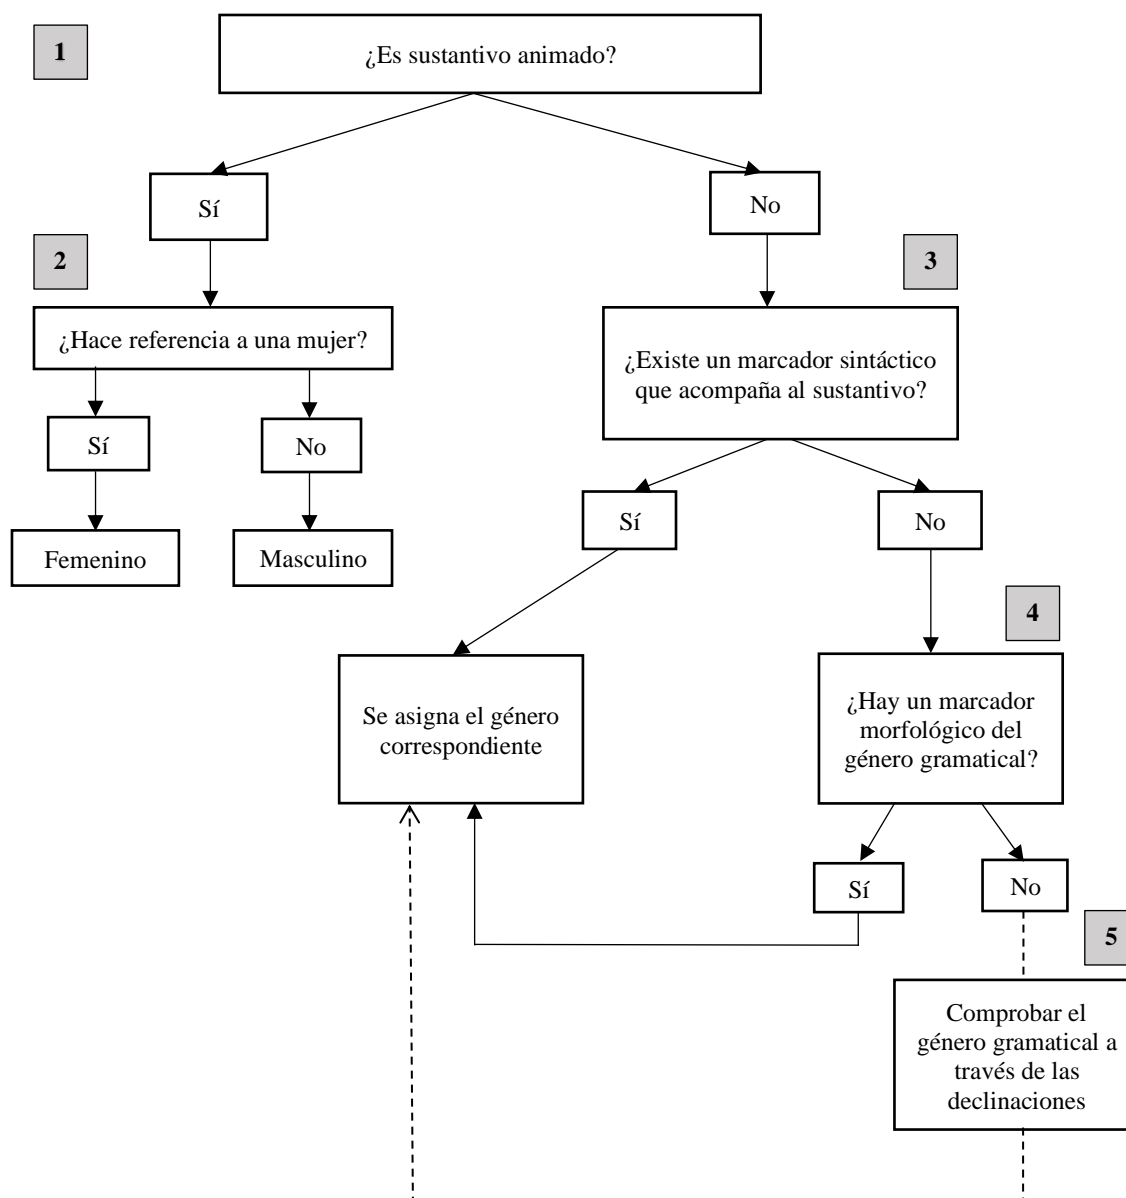 1
¿Es sustantivo animado?
Sí
No
2
3
¿Hace referencia a una mujer?
¿Existe un marcador sintáctico
que acompaña al sustantivo?
Sí
No
Sí
No
Femenino
Masculino
4
Se asigna el género
correspondiente
¿Hay un marcador
morfológico del
género gramatical?
Sí
No
5
Comprobar el
género gramatical a
través de las
declinaciones